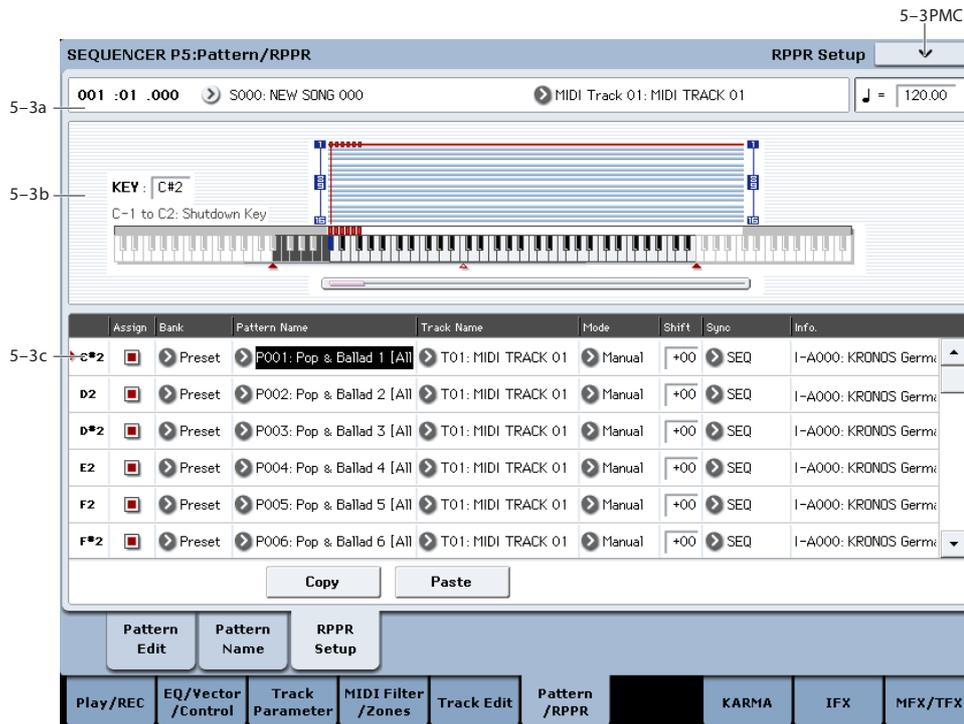 5-3PMC
SEQUENCER P5:Pattern/RPPR RPPR Setup
5-3a
001 :01 .000 S000: NEW SONG 000 MIDI Track 01: MIDI TRACK 01 ♩ = 120.00
5-3b
1 1
8 8
9 9
16 16
KEY : C#2
C-1 to C2: Shutdown Key
Assign Bank Pattern Name Track Name Mode Shift Sync Info.
5-3c
C#2 Preset P001: Pop & Ballad 1 [All T01: MIDI TRACK 01 Manual +00 SEQ I-A000: KRONOS Germa
D2 Preset P002: Pop & Ballad 2 [All T01: MIDI TRACK 01 Manual +00 SEQ I-A000: KRONOS Germa
D#2 Preset P003: Pop & Ballad 3 [All T01: MIDI TRACK 01 Manual +00 SEQ I-A000: KRONOS Germa
E2 Preset P004: Pop & Ballad 4 [All T01: MIDI TRACK 01 Manual +00 SEQ I-A000: KRONOS Germa
F2 Preset P005: Pop & Ballad 5 [All T01: MIDI TRACK 01 Manual +00 SEQ I-A000: KRONOS Germa
F#2 Preset P006: Pop & Ballad 6 [All T01: MIDI TRACK 01 Manual +00 SEQ I-A000: KRONOS Germa
Copy Paste
Pattern Edit
Pattern Name
RPPR Setup
Play/REC
EQ/Vector /Control
Track Parameter
MIDI Filter /Zones
Track Edit
Pattern /RPPR
KARMA
IFX
MFX/TFX